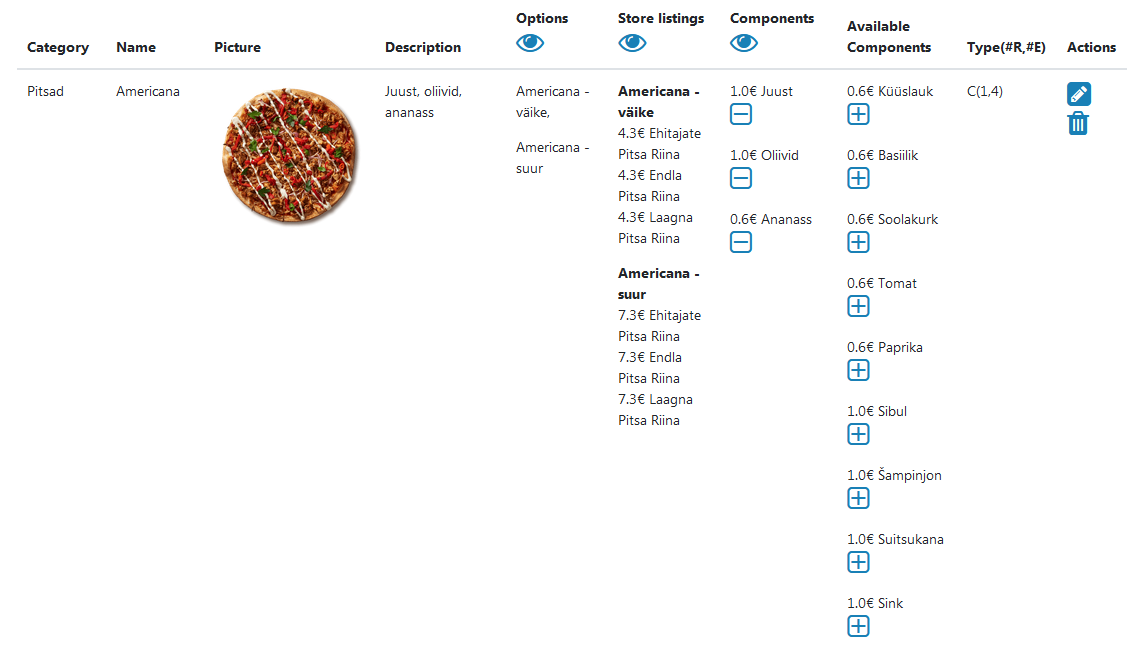 Category
Name
Picture
Description
Options
Store listings
Components
Available
Components
Type(#R,#E)
Actions
Pitsad
Americana
Juust, oliivid,
ananass
Americana -
väike,
Americana -
suur
Americana -
väike
4.3€ Ehitajate
Pitsa Riina
4.3€ Endla
Pitsa Riina
4.3€ Laagna
Pitsa Riina
Americana -
suur
7.3€ Ehitajate
Pitsa Riina
7.3€ Endla
Pitsa Riina
7.3€ Laagna
Pitsa Riina
1.0€ Juust
1.0€ Oliivid
0.6€ Ananass
0.6€ Küüslauk
0.6€ Basiilik
0.6€ Soolakurk
0.6€ Tomat
0.6€ Paprika
1.0€ Sibul
1.0€ Šampinjon
1.0€ Suitsukana
1.0€ Sink
C(1,4)